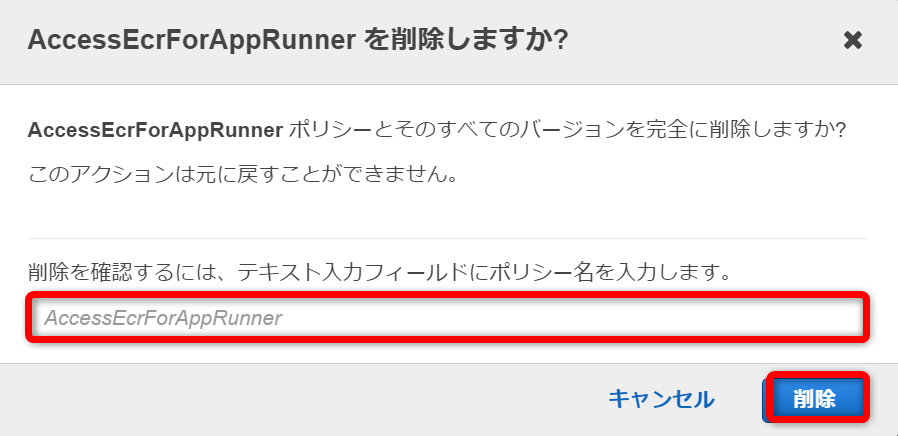 AccessEcrForAppRunner を削除しますか?
AccessEcrForAppRunner ポリシーとそのすべてのバージョンを完全に削除しますか?
このアクションは元に戻すことができません。
削除を確認するには、テキスト入力フィールドにポリシー名を入力します。
AccessEcrForAppRunner
キャンセル 削除